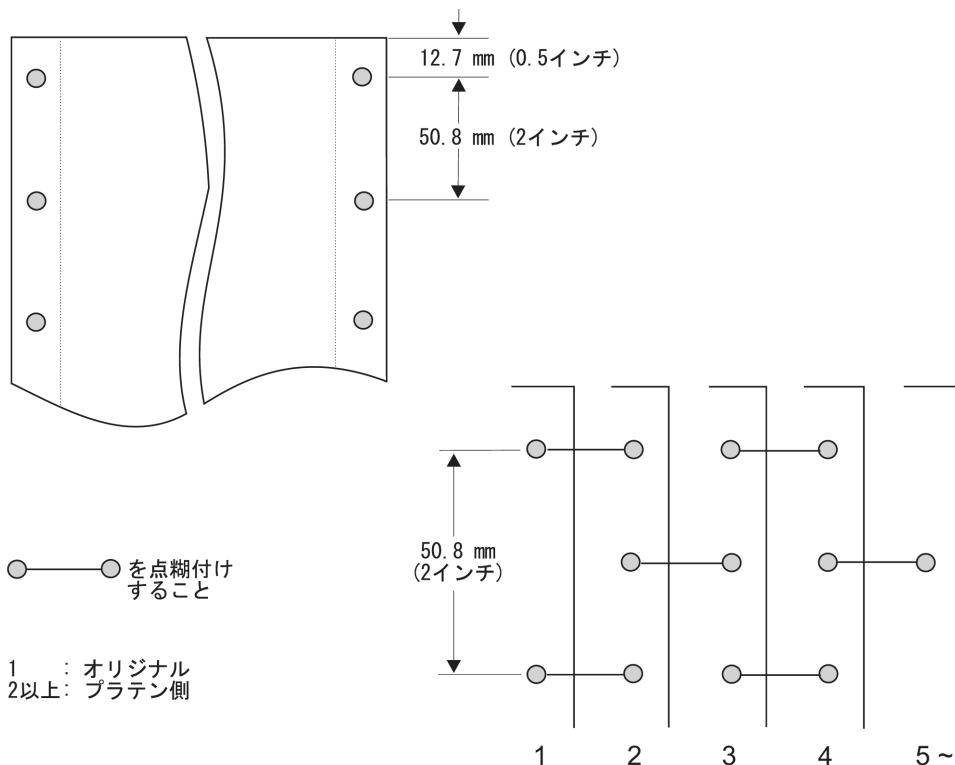 12.7 mm (0.5インチ)
50.8 mm (2インチ)
50.8 mm
(2インチ)
を点糊付け
すること
1 : オリジナル
2以上: プラテン側
1 2 3 4 5~